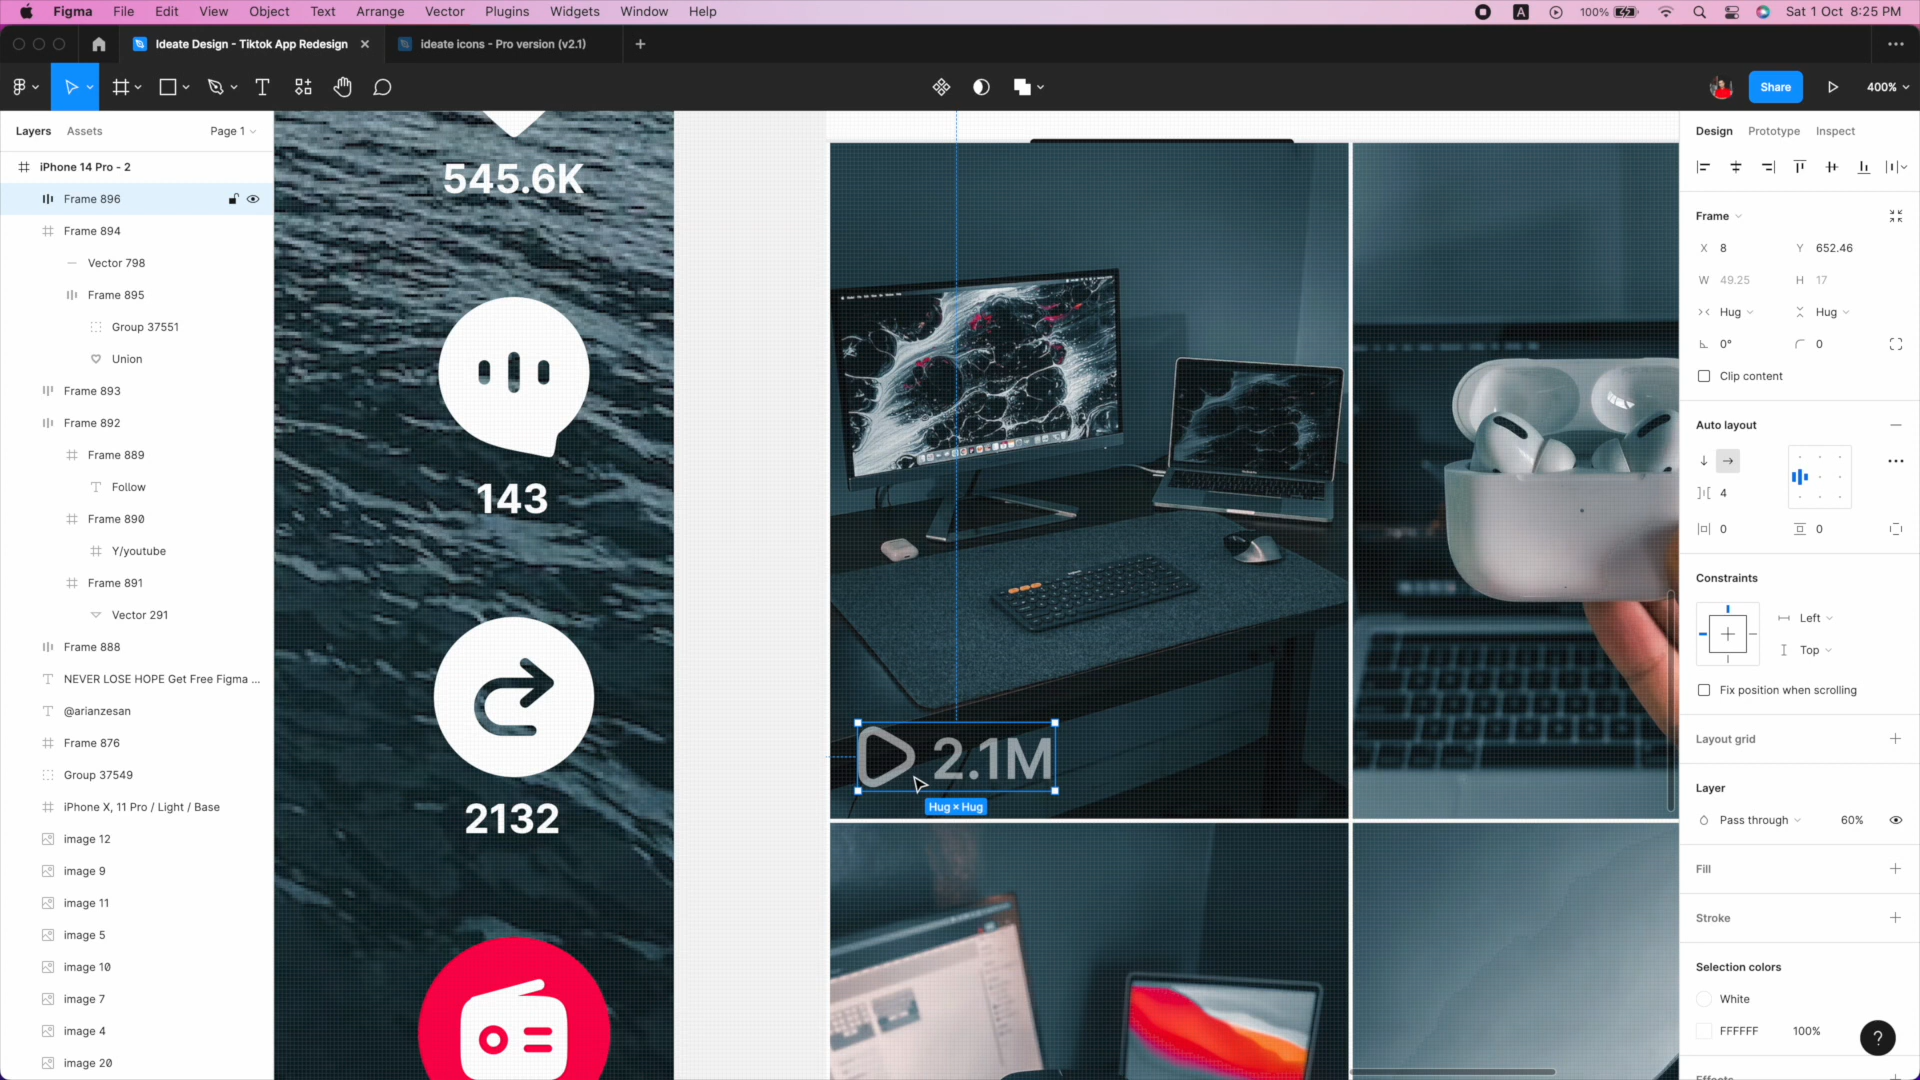 Figma File Edit View Object Text Arrange Vector Plugins Widgets Window Help
A 100% Sat 1 Oct 8:25 PM
Ideate Design - Tiktok App Redesign
ideate icons - Pro version (v2.1)
Share
400%
Layers Assets Page 1
iPhone 14 Pro - 2
Frame 896
Frame 894
Vector 798
Frame 895
Group 37551
Union
Frame 893
Frame 892
Frame 889
Follow
Frame 890
Y/youtube
Frame 891
Vector 291
Frame 888
NEVER LOSE HOPE Get Free Figma ...
@arianzesan
Frame 876
Group 37549
iPhone X, 11 Pro / Light / Base
image 12
image 9
image 11
image 5
image 10
image 7
image 4
image 20
545.6K
143
2132
2.1M
Hug × Hug
Design Prototype Inspect
Frame
X 8 Y 652.46
W 49.25 H 17
Hug Hug
0° 0
Clip content
Auto layout
4
0 0
Constraints
Left
Top
Fix position when scrolling
Layout grid
Layer
Pass through 60%
Fill
Stroke
Selection colors
White
FFFFFF 100%
?
Effects